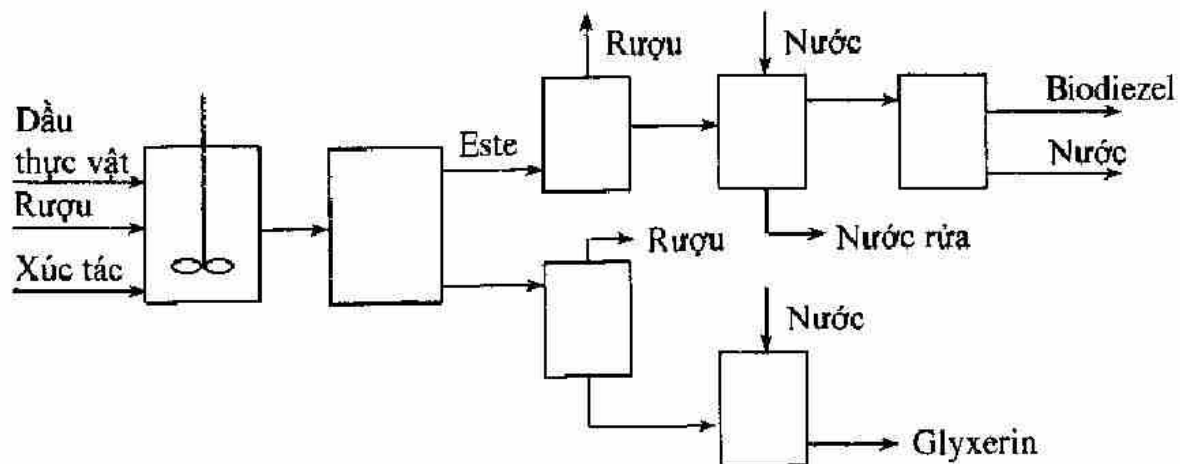 Rượu
Nước
Biodiezel
Dầu
thực vật
Este
Nước
Rượu
Rượu
Nước rửa
Xúc tác
Nước
Glyxerin